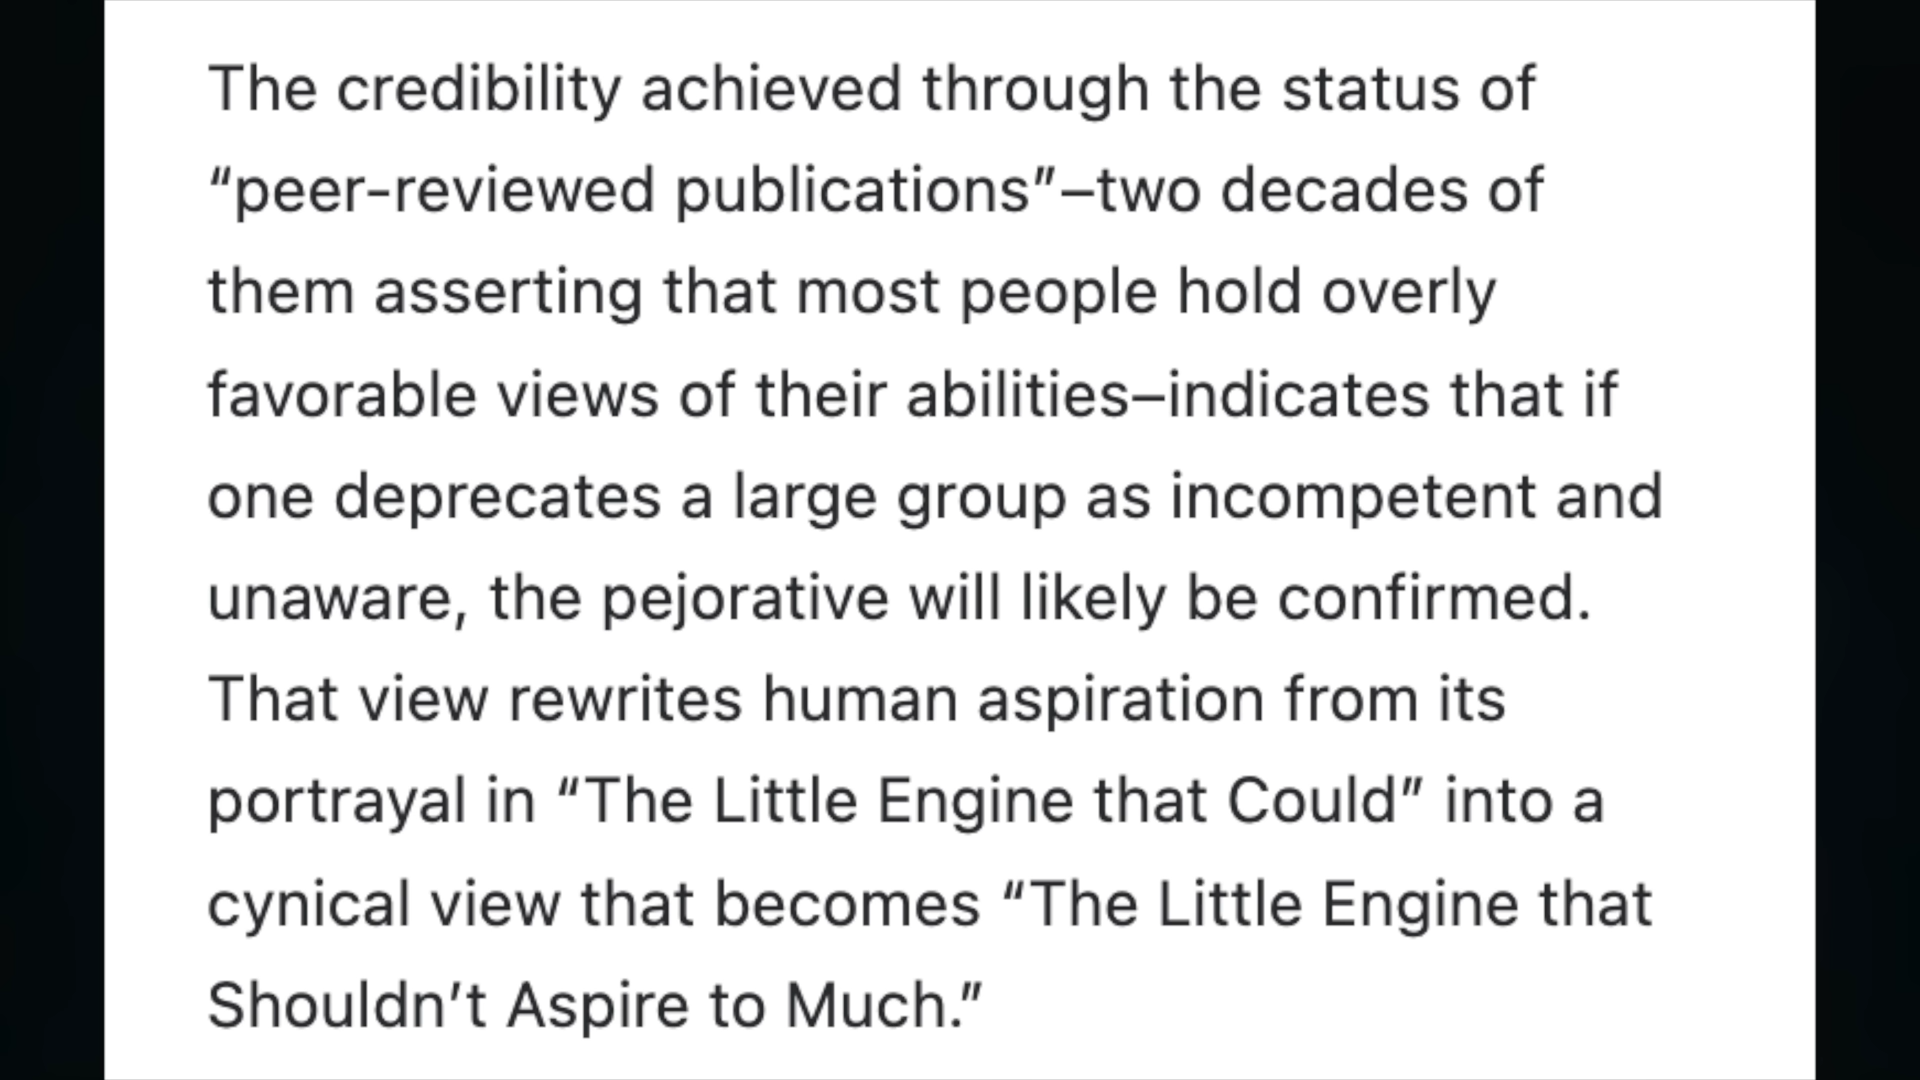 The credibility achieved through the status of
“peer-reviewed publications”–two decades of
them asserting that most people hold overly
favorable views of their abilities–indicates that if
one deprecates a large group as incompetent and
unaware, the pejorative will likely be confirmed.
That view rewrites human aspiration from its
portrayal in “The Little Engine that Could” into a
cynical view that becomes “The Little Engine that
Shouldn’t Aspire to Much.”